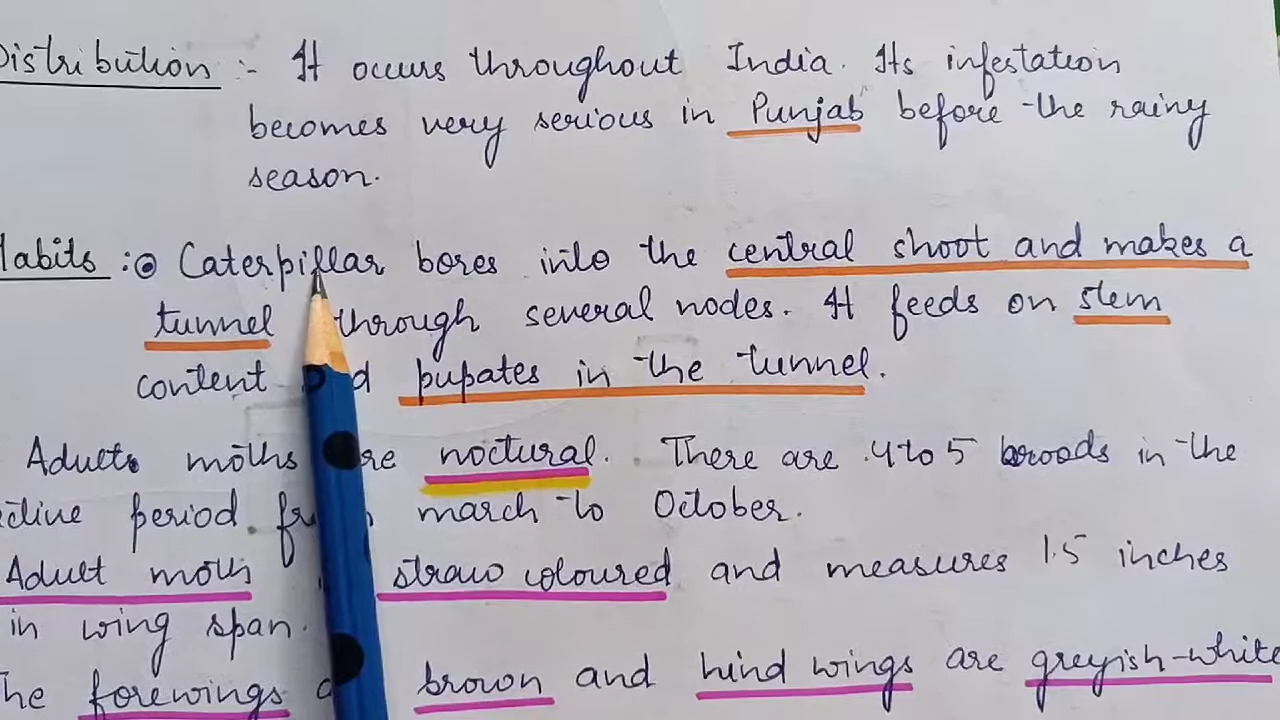 Distribution :- It occurs throughout India. Its infestation
becomes very serious in Punjab before the rainy
season.
Habits : Caterpillar bores into the central shoot and makes a
tunnel through several nodes. It feeds on stem
content pupates in the tunnel.
Adults moths are noctural. There are 4 to 5 broods in the
period march to October.
Adult moth straw coloured and measures 1.5 inches
in wing span.
The forewings brown and hind wings are greyish-white